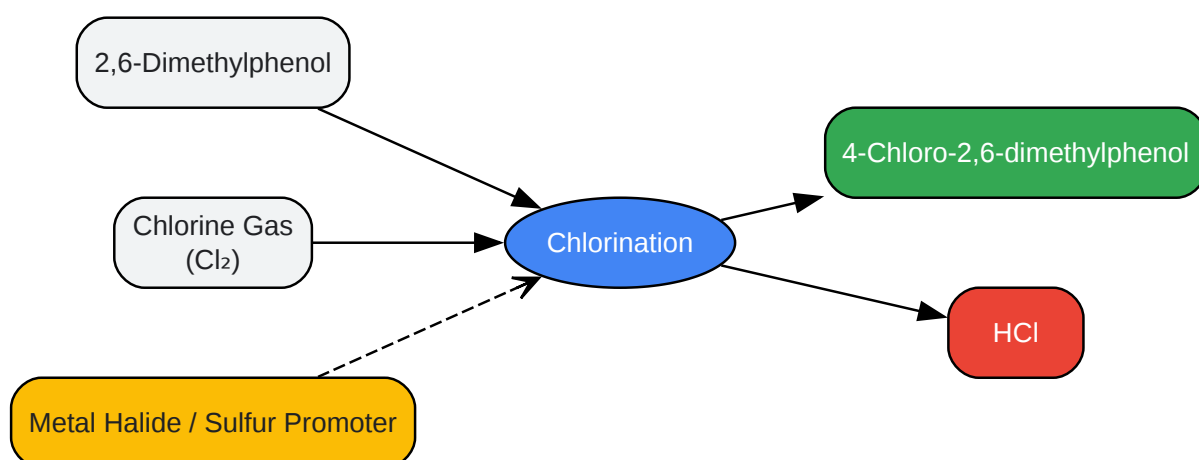 2,6-Dimethylphenol
Chlorine Gas
(Cl₂)
Metal Halide / Sulfur Promoter
Chlorination
4-Chloro-2,6-dimethylphenol
HCl